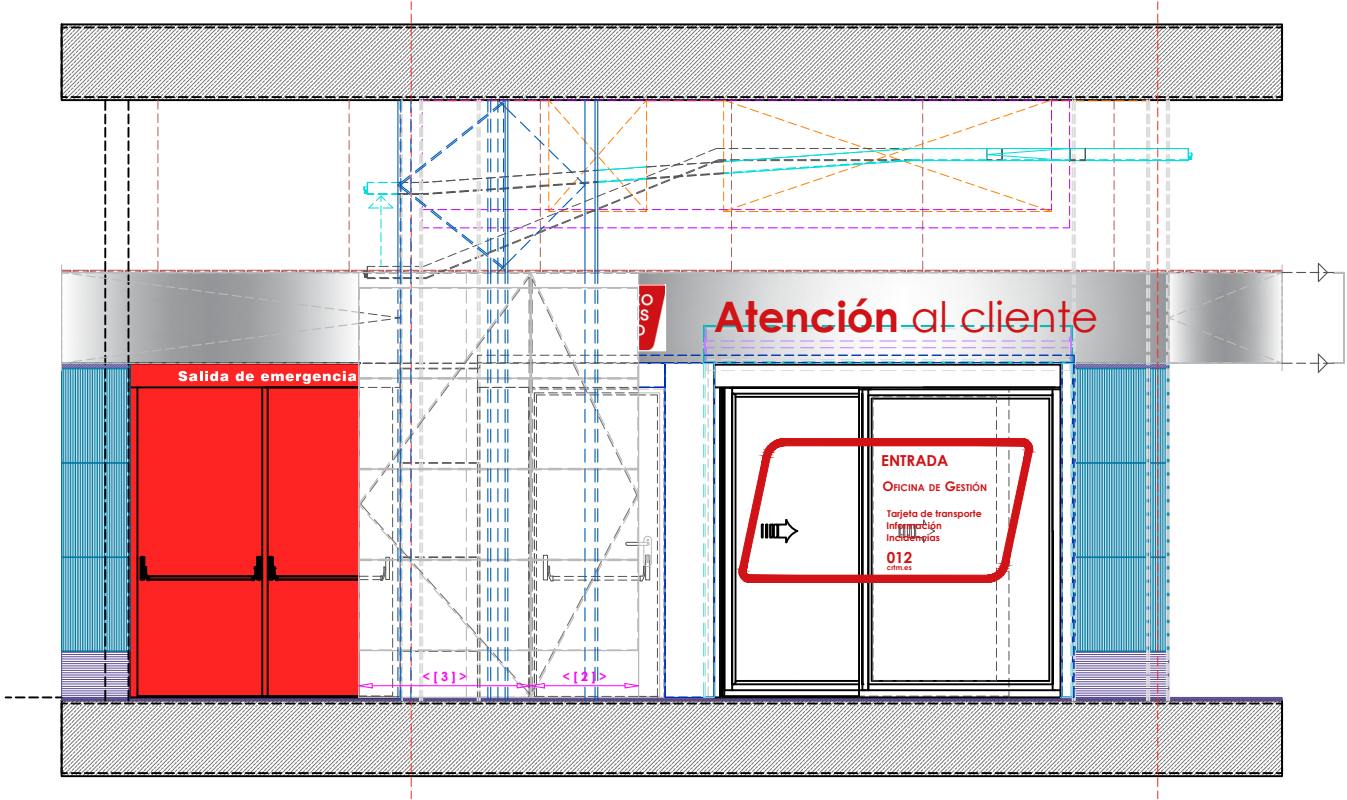 O
S
O
Atención al cliente
Salida de emergencia
ENTRADA
OFICINA DE GESTIÓN
Tarjeta de transporte
Información
Incidencias
012
crtm.es
<[3]>
<[2]>